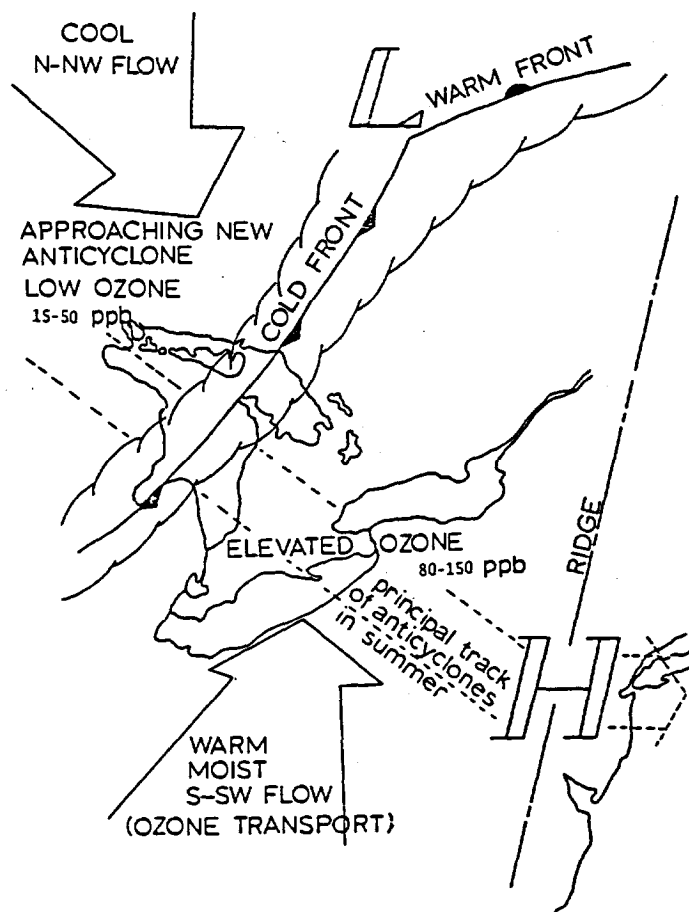 COOL
N-NW FLOW
L
WARM FRONT
APPROACHING NEW
ANTICYCLONE
LOW OZONE
15-50 ppb
COLD FRONT
ELEVATED OZONE
80-150 ppb
RIDGE
principal track
of anticyclones
in summer
H
WARM
MOIST
S-SW FLOW
(OZONE TRANSPORT)